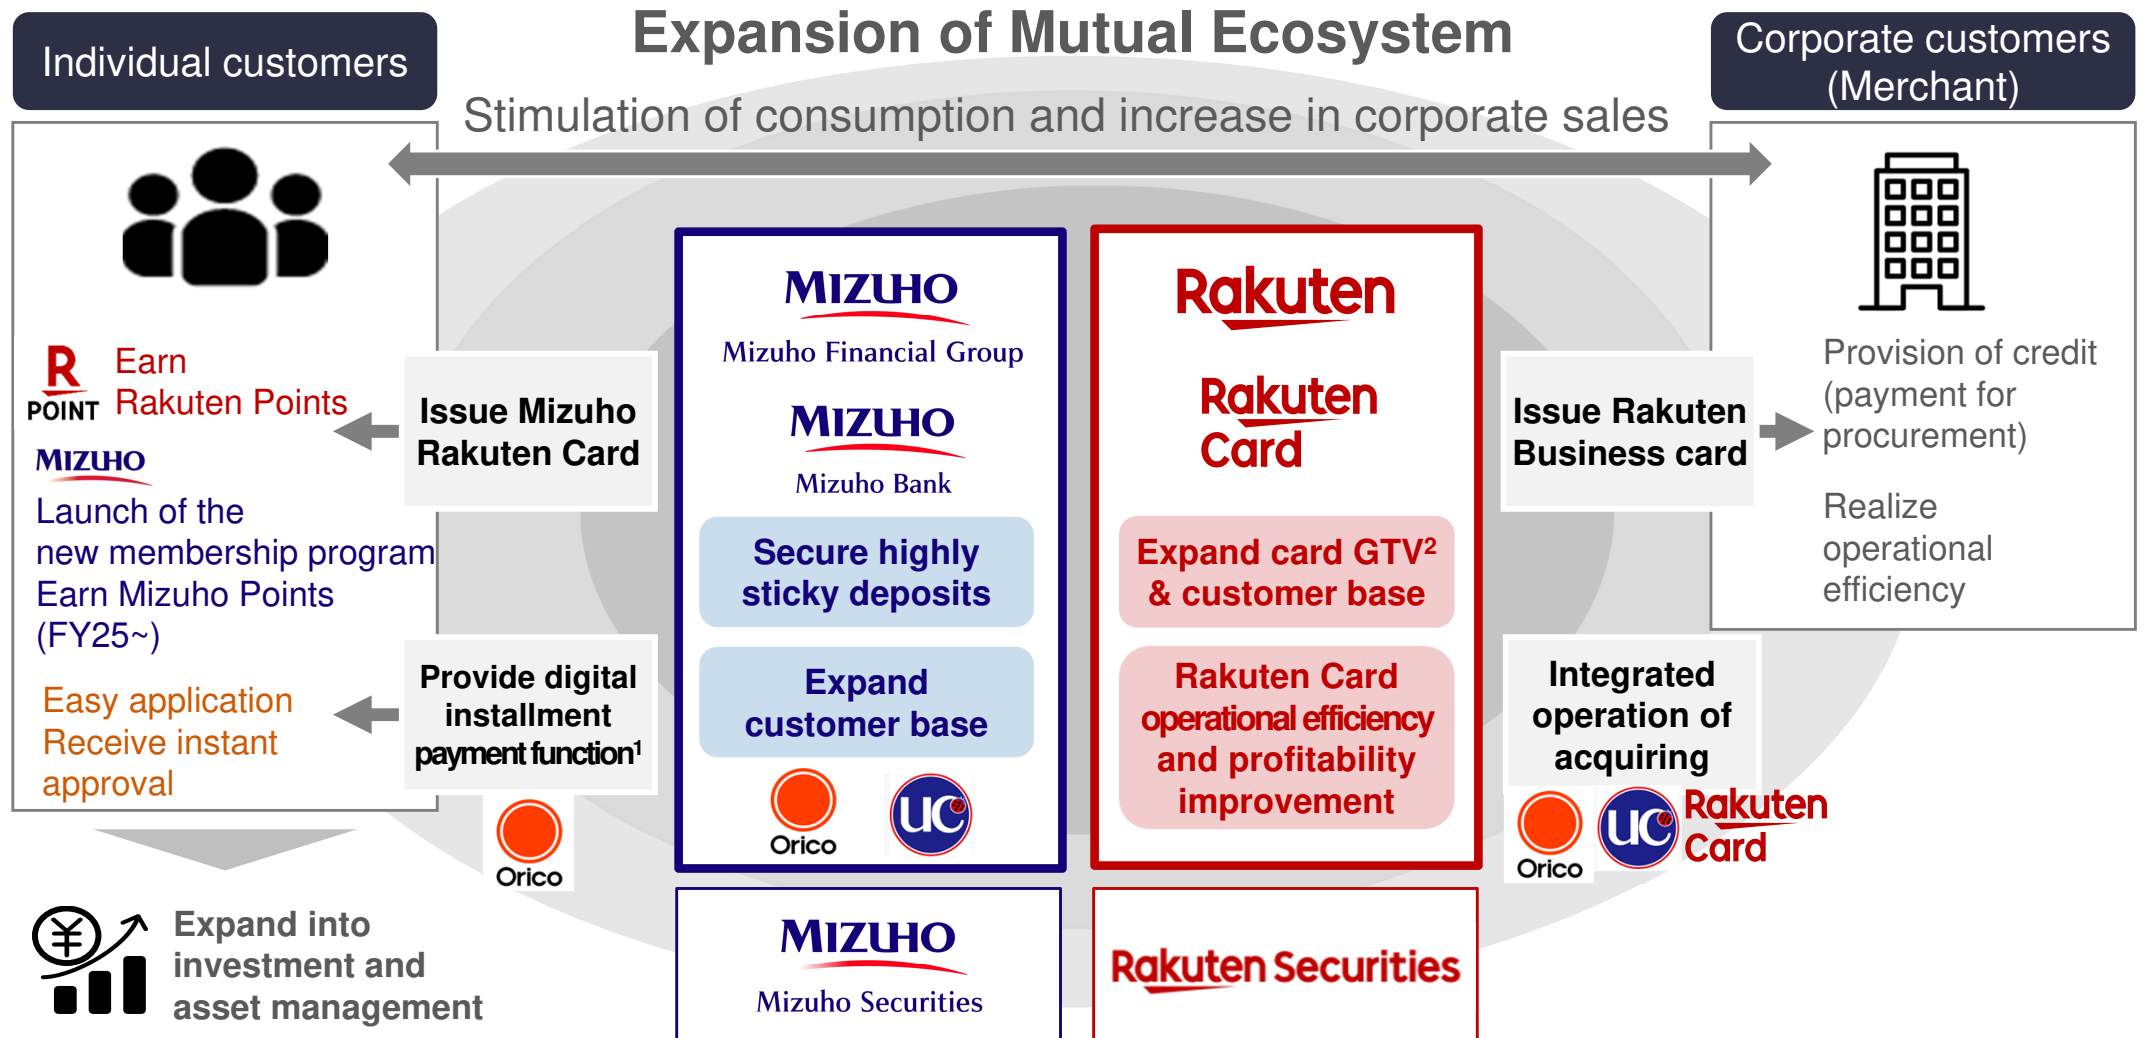 Expansion of Mutual Ecosystem
Stimulation of consumption and increase in corporate sales
Individual customers
R
POINT
Earn
Rakuten Points
MIZUHO
Launch of the
new membership program
Earn Mizuho Points
(FY25~)
Easy application
Receive instant
approval
Expand into
investment and
asset management
Issue Mizuho
Rakuten Card
Provide digital
installment
payment function1
Orico
MIZUHO
Mizuho Financial Group
MIZUHO
Mizuho Bank
Secure highly
sticky deposits
Expand
customer base
Orico
UC
MIZUHO
Mizuho Securities
Rakuten
Rakuten
Card
Expand card GTV2
& customer base
Rakuten Card
operational efficiency
and profitability
improvement
Rakuten Securities
Issue Rakuten
Business card
Integrated
operation of
acquiring
Orico
UC
Rakuten
Card
Corporate customers
(Merchant)
Provision of credit
(payment for
procurement)
Realize
operational
efficiency